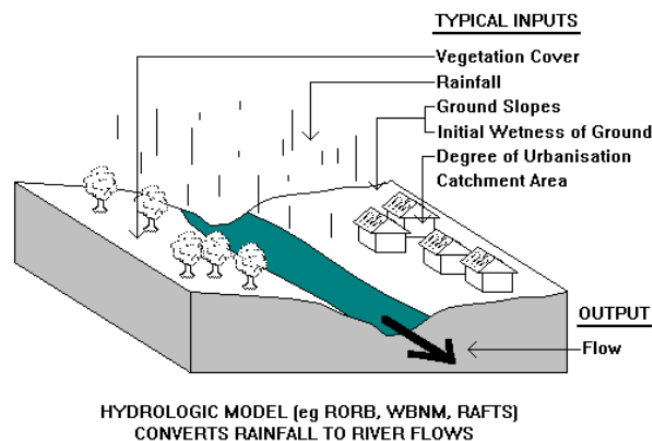 TYPICAL INPUTS
Vegetation Cover
Rainfall
Ground Slopes
Initial Wetness of Ground
Degree of Urbanisation
Catchment Area
OUTPUT
Flow
HYDROLOGIC MODEL (eg RORB, WBNM, RAFTS)
CONVERTS RAINFALL TO RIVER FLOWS